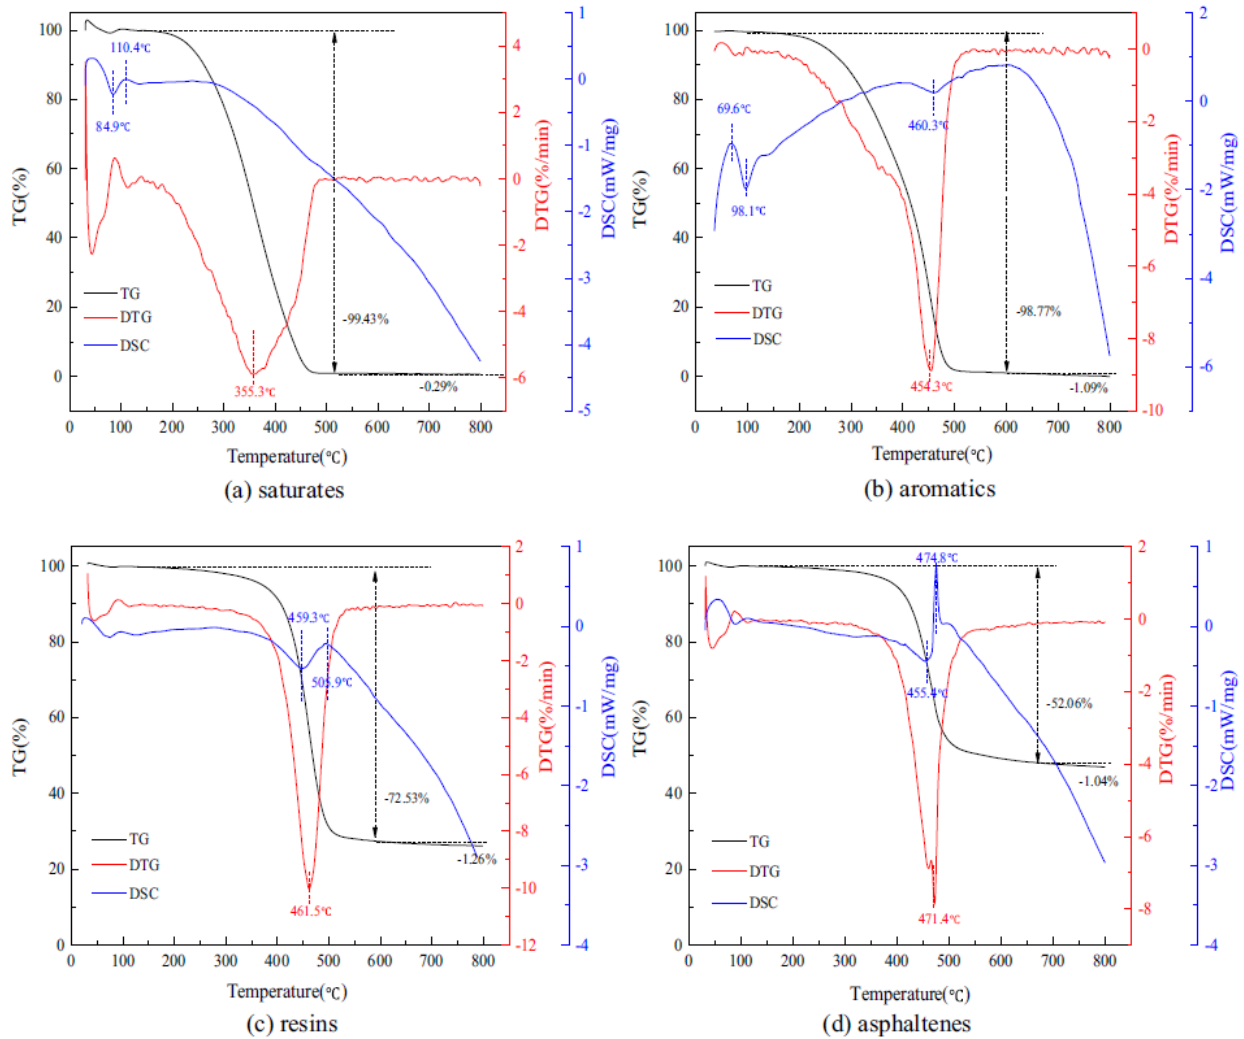 100
80
60
40
20
0
TG(%)
110.4℃
84.9℃
355.3℃
-99.43%
-0.29%
TG
DTG
DSC
4
2
0
-2
-4
-6
DTG(%/min)
1
0
-1
-2
-3
-4
-5
DSC(mW/mg)
0 100 200 300 400 500 600 700 800
Temperature(℃)
(a) saturates
100
80
60
40
20
0
TG(%)
69.6℃
98.1℃
460.3℃
454.3℃
-98.77%
-1.09%
TG
DTG
DSC
0
-2
-4
-6
-8
-10
DTG(%/min)
2
0
-2
-4
-6
DSC(mW/mg)
0 100 200 300 400 500 600 700 800
Temperature(℃)
(b) aromatics
100
80
60
40
20
0
TG(%)
459.3℃
505.9℃
461.5℃
-72.53%
-1.26%
TG
DTG
DSC
2
0
-2
-4
-6
-8
-10
-12
DTG(%/min)
1
0
-1
-2
-3
-4
DSC(mW/mg)
0 100 200 300 400 500 600 700 800
Temperature(℃)
(c) resins
100
80
60
40
20
0
TG(%)
474.8℃
455.4℃
471.4℃
-52.06%
-1.04%
TG
DTG
DSC
2
0
-2
-4
-6
-8
DTG(%/min)
1
0
-1
-2
-3
-4
DSC(mW/mg)
0 100 200 300 400 500 600 700 800
Temperature(℃)
(d) asphaltenes